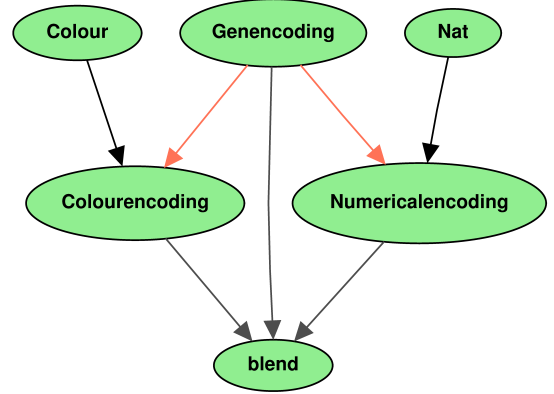 Colour
Genencoding
Nat
Colourencoding
Numericalencoding
blend